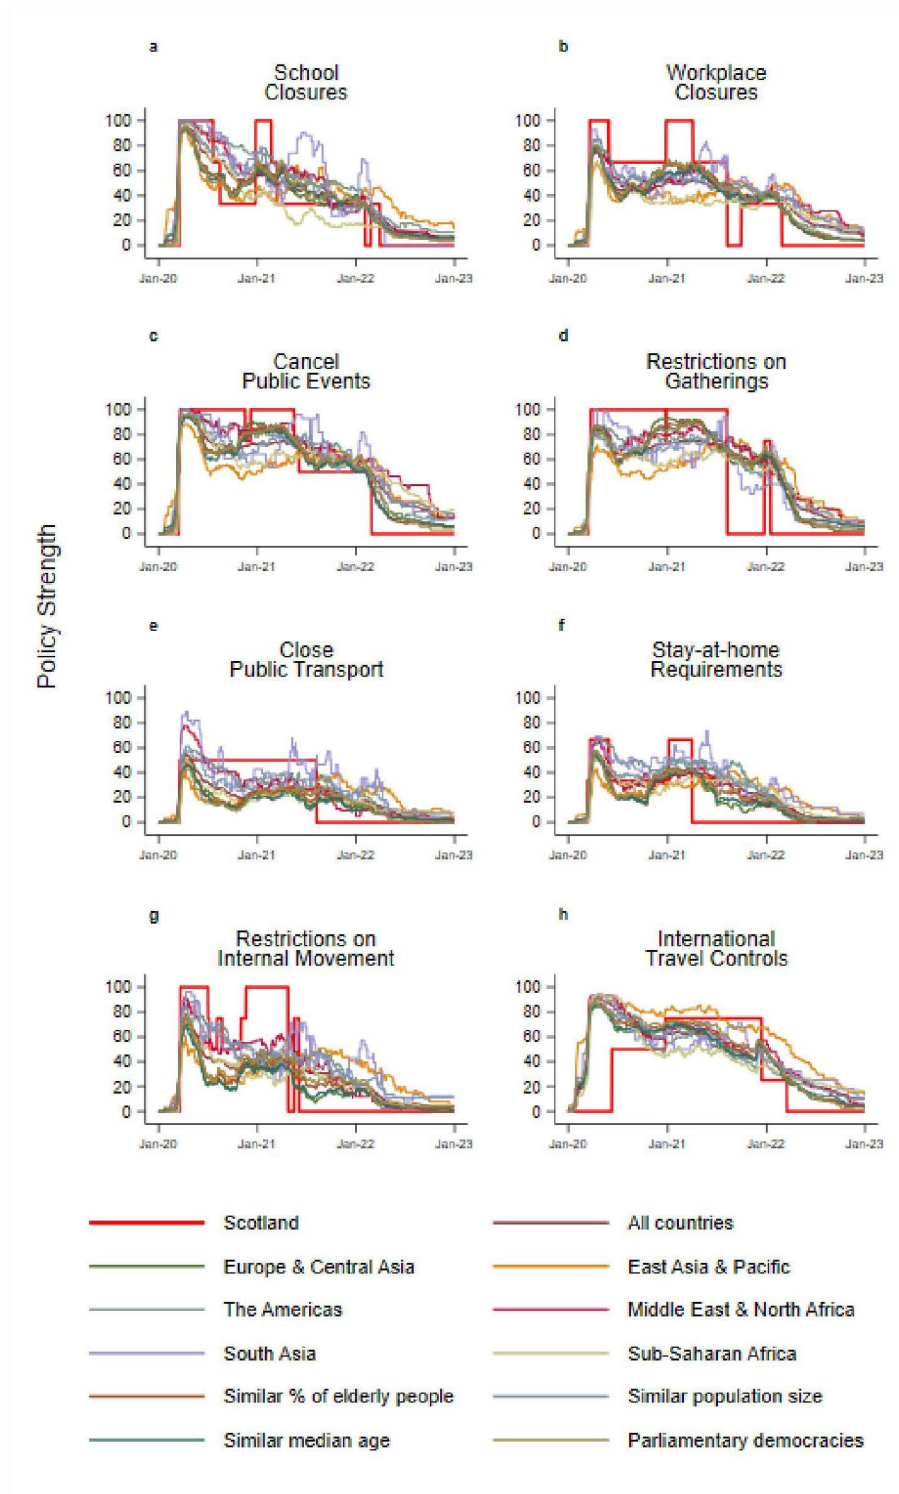 a
School
Closures
100
80
60
40
20
0
Jan-20 Jan-21 Jan-22 Jan-23
b
Workplace
Closures
100
80
60
40
20
0
Jan-20 Jan-21 Jan-22 Jan-23
c
Cancel
Public Events
100
80
60
40
20
0
Jan-20 Jan-21 Jan-22 Jan-23
d
Restrictions on
Gatherings
100
80
60
40
20
0
Jan-20 Jan-21 Jan-22 Jan-23
Policy Strength
e
Close
Public Transport
100
80
60
40
20
0
Jan-20 Jan-21 Jan-22 Jan-23
f
Stay-at-home
Requirements
100
80
60
40
20
0
Jan-20 Jan-21 Jan-22 Jan-23
g
Restrictions on
Internal Movement
100
80
60
40
20
0
Jan-20 Jan-21 Jan-22 Jan-23
h
International
Travel Controls
100
80
60
40
20
0
Jan-20 Jan-21 Jan-22 Jan-23
Scotland
All countries
Europe & Central Asia
East Asia & Pacific
The Americas
Middle East & North Africa
South Asia
Sub-Saharan Africa
Similar % of elderly people
Similar population size
Similar median age
Parliamentary democracies